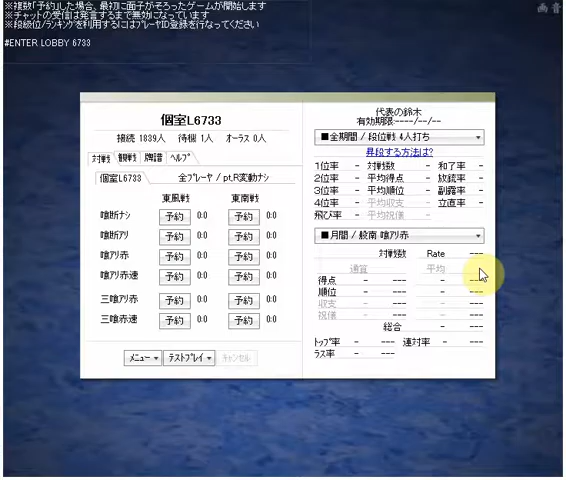 ※複数「予約」した場合、最初に面子がそろったゲームが開始します
※チャットの受信は発言するまで無効になっています
※段級位/ランキングを利用するにはプレーヤID登録を行なってください
#ENTER LOBBY 6733
画 音
個室L6733
接続 1839人 待機 1人 オーラス 0人
対戦 観戦 牌譜 ヘルプ
個室L6733 全プレーヤ / pt,R変動ナシ
東風戦 東南戦
喰断ナシ 予約 0:0 予約 0:0
喰断アリ 予約 0:0 予約 0:0
喰アリ赤 予約 0:0 予約 0:0
喰アリ赤速 予約 0:0 予約 0:0
三喰アリ赤 予約 0:0 予約 0:0
三喰赤速 予約 0:0 予約 0:0
メニュー ▾ テストプレイ ▾ キャンセル
代表の鈴木
有効期限:----/--/--
■全期間 / 段位戦 4人打ち
昇段する方法は?
1位率 - 対戦数 - 和了率 -
2位率 - 平均得点 - 放銃率 -
3位率 - 平均順位 - 副露率 -
4位率 - 平均収支 - 立直率 -
飛び率 - 平均祝儀 -
■月間 / 般南 喰アリ赤
対戦数 Rate ---
通算 平均
得点 - --- - ---
順位 - --- - ---
収支 - --- - ---
祝儀 - --- - ---
総合 - ---
トップ率 - --- 連対率 - ---
ラス率 - ---